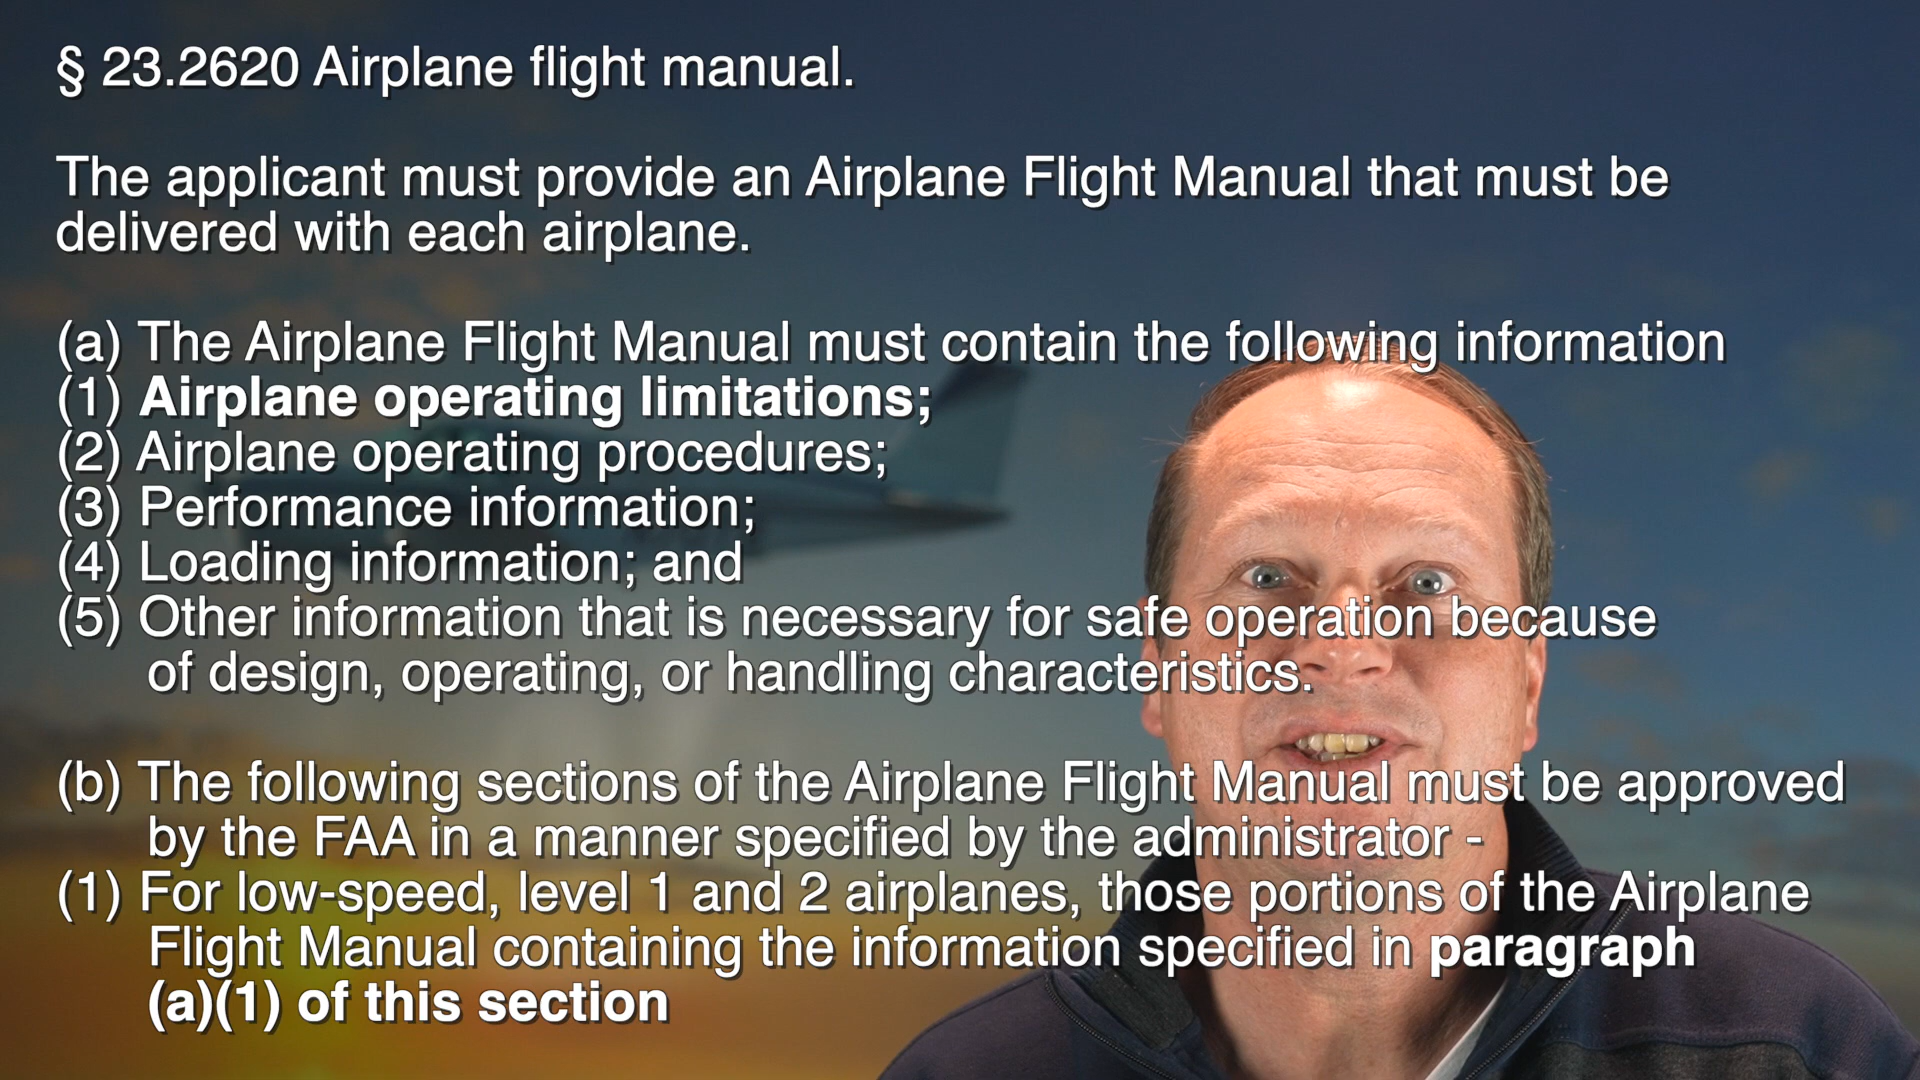 § 23.2620 Airplane flight manual.
The applicant must provide an Airplane Flight Manual that must be
delivered with each airplane.
(a) The Airplane Flight Manual must contain the following information
(1) Airplane operating limitations;
(2) Airplane operating procedures;
(3) Performance information;
(4) Loading information; and
(5) Other information that is necessary for safe operation because
of design, operating, or handling characteristics.
(b) The following sections of the Airplane Flight Manual must be approved
by the FAA in a manner specified by the administrator -
(1) For low-speed, level 1 and 2 airplanes, those portions of the Airplane
Flight Manual containing the information specified in paragraph
(a)(1) of this section